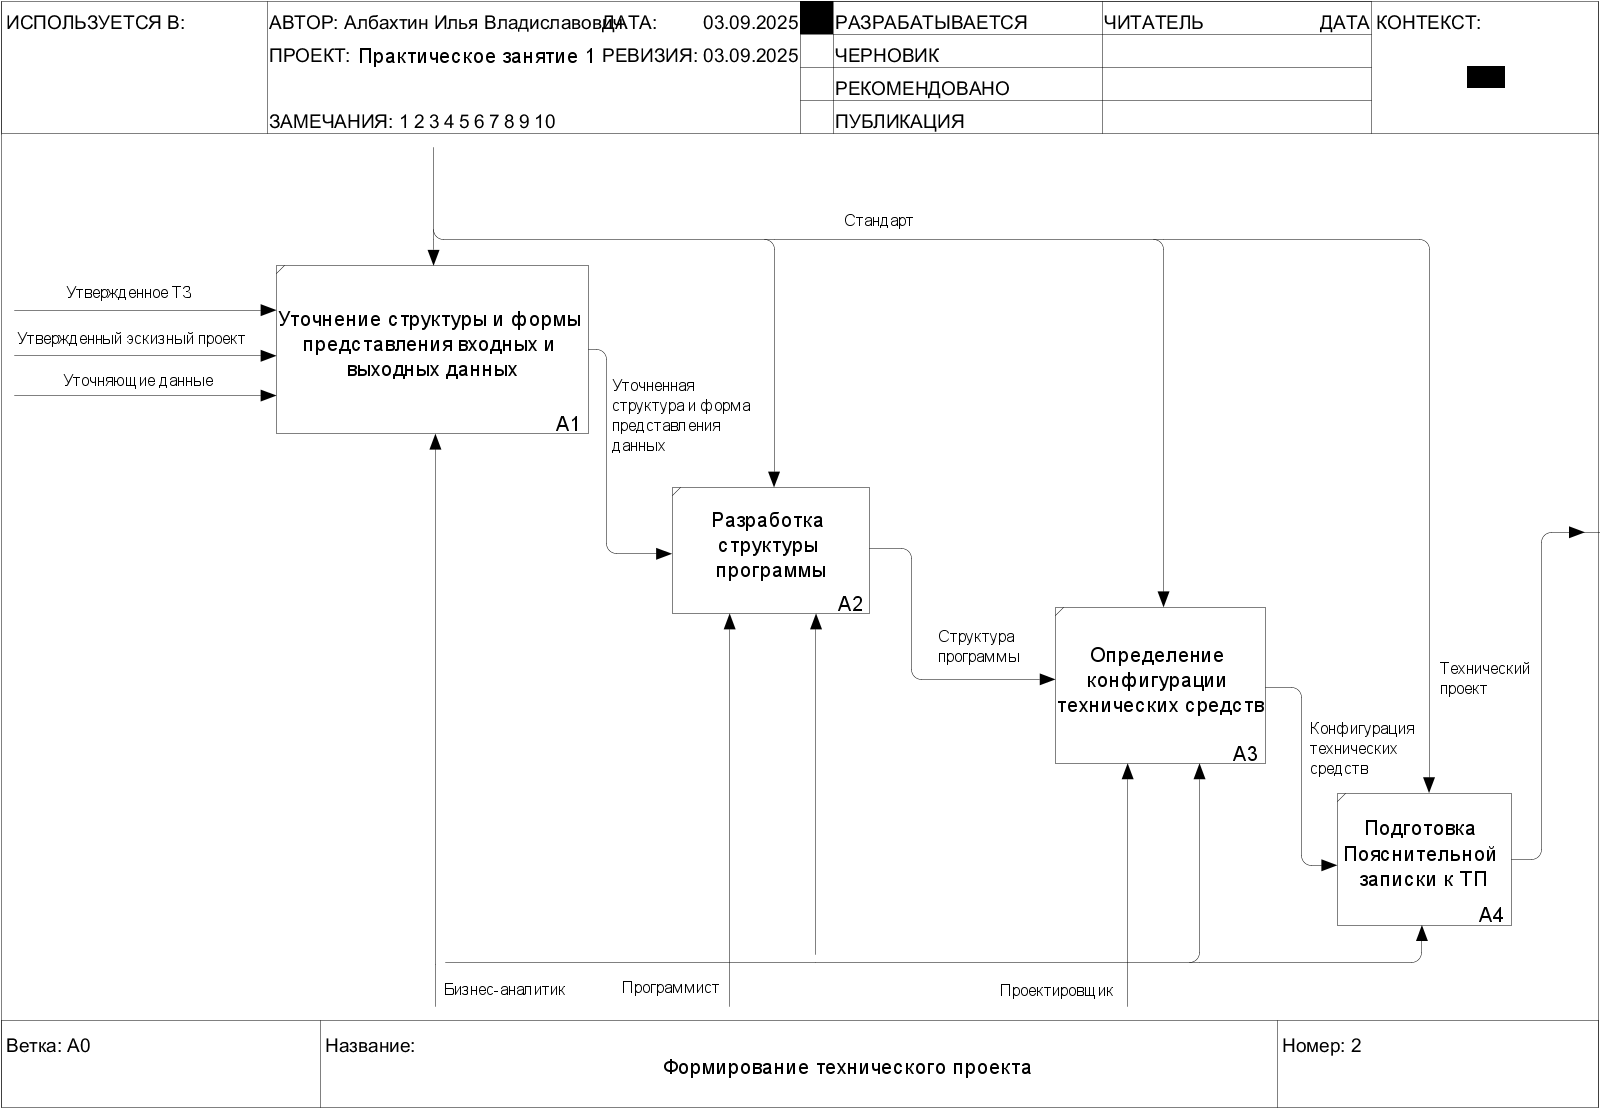 ИСПОЛЬЗУЕТСЯ В:
АВТОР: Албахтин Илья Владиславович
ДАТА: 03.09.2025
РАЗРАБАТЫВАЕТСЯ
ЧИТАТЕЛЬ
ДАТА
КОНТЕКСТ:
ПРОЕКТ: Практическое занятие 1
РЕВИЗИЯ: 03.09.2025
ЧЕРНОВИК
РЕКОМЕНДОВАНО
ЗАМЕЧАНИЯ: 1 2 3 4 5 6 7 8 9 10
ПУБЛИКАЦИЯ
Стандарт
Утвержденное ТЗ
Утвержденный эскизный проект
Уточняющие данные
Уточнение структуры и формы
представления входных и
выходных данных
A1
Уточненная
структура и форма
представления
данных
Разработка
структуры
программы
A2
Структура
программы
Определение
конфигурации
технических средств
A3
Технический
проект
Конфигурация
технических
средств
Подготовка
Пояснительной
записки к ТП
A4
Бизнес-аналитик
Программист
Проектировщик
Ветка: A0
Название:
Формирование технического проекта
Номер: 2